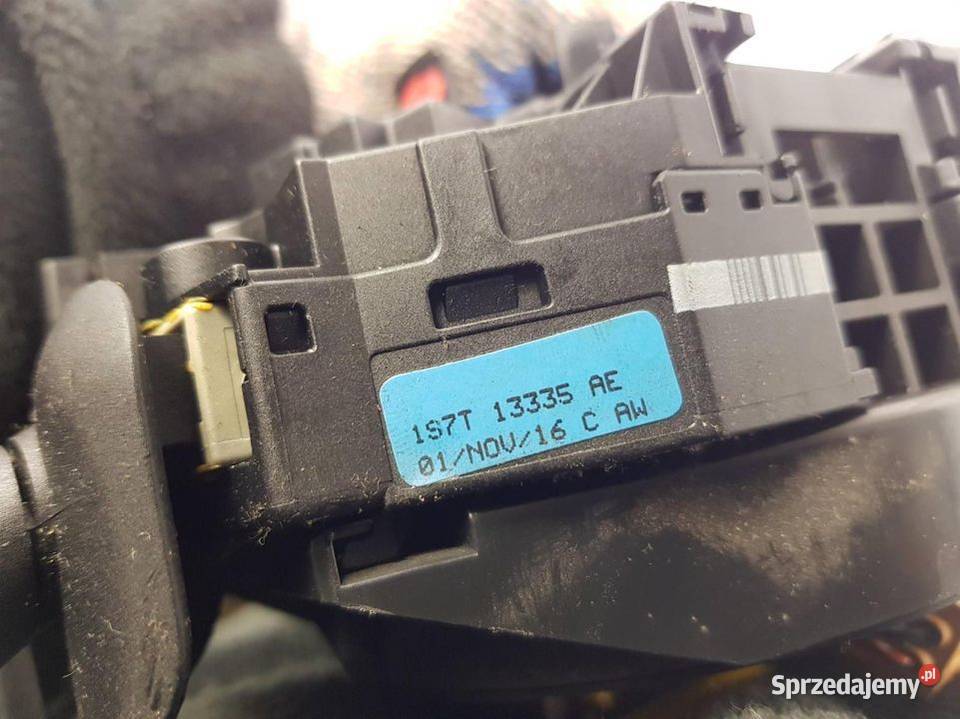 1S7T 13335 AE
01/NOV/16 C AW
Sprzedajemy.pl